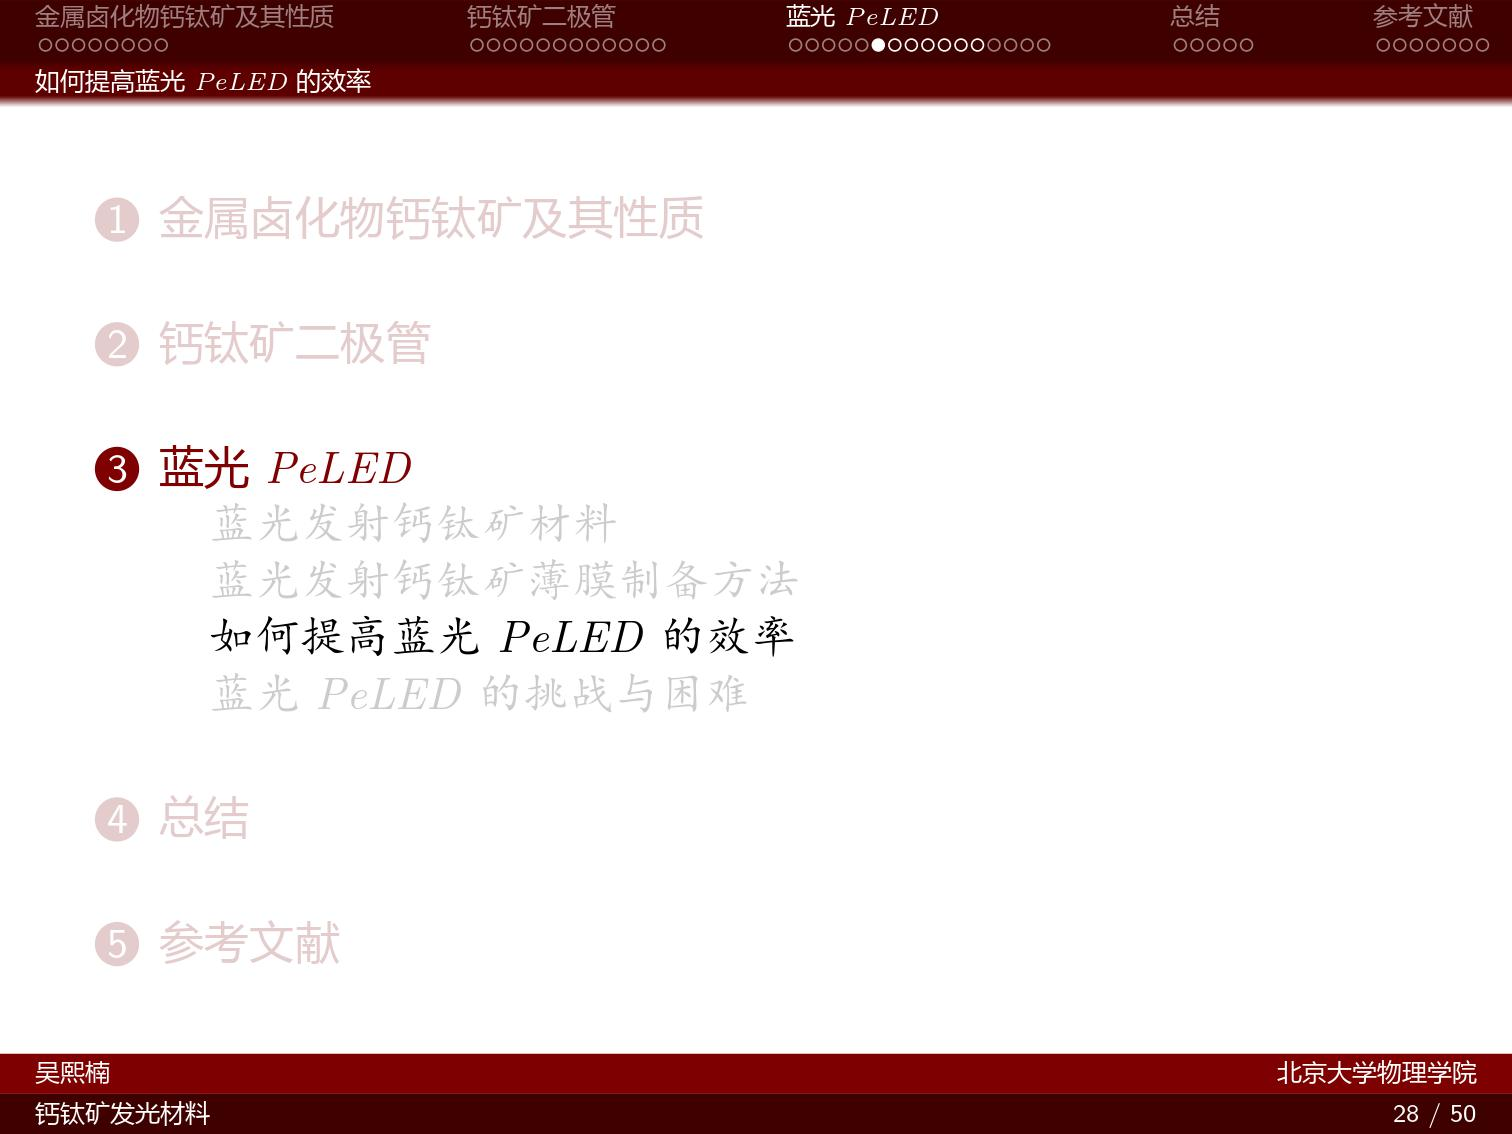 金属卤化物钙钛矿及其性质 钙钛矿二极管 蓝光 PeLED 总结 参考文献
如何提高蓝光 PeLED 的效率
1 金属卤化物钙钛矿及其性质
2 钙钛矿二极管
3 蓝光 PeLED
蓝光发射钙钛矿材料
蓝光发射钙钛矿薄膜制备方法
如何提高蓝光 PeLED 的效率
蓝光 PeLED 的挑战与困难
4 总结
5 参考文献
吴熙楠 北京大学物理学院
钙钛矿发光材料 28 / 50